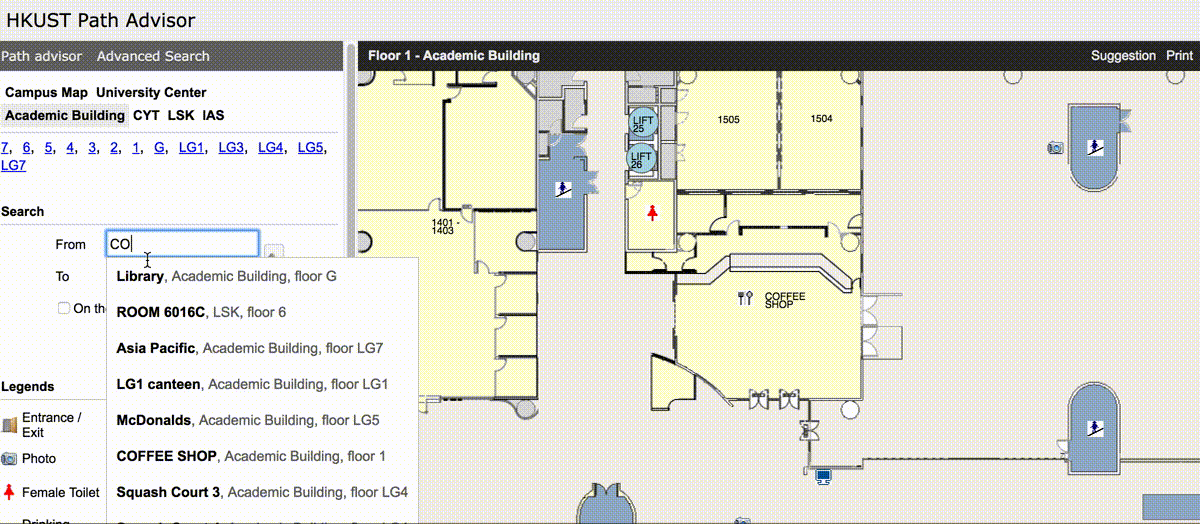 HKUST Path Advisor
Path advisor Advanced Search
Campus Map University Center
Academic Building CYT LSK IAS
7, 6, 5, 4, 3, 2, 1, G, LG1, LG3, LG4, LG5,
LG7
Search
From CO
To
On th
Library, Academic Building, floor G
ROOM 6016C, LSK, floor 6
Asia Pacific, Academic Building, floor LG7
LG1 canteen, Academic Building, floor LG1
McDonalds, Academic Building, floor LG5
COFFEE SHOP, Academic Building, floor 1
Squash Court 3, Academic Building, floor LG4
Legends
Entrance /
Exit
Photo
Female Toilet
Drinking
Floor 1 - Academic Building
Suggestion Print
LIFT
25
LIFT
26
1505
1504
1401 -
1403
COFFEE
SHOP